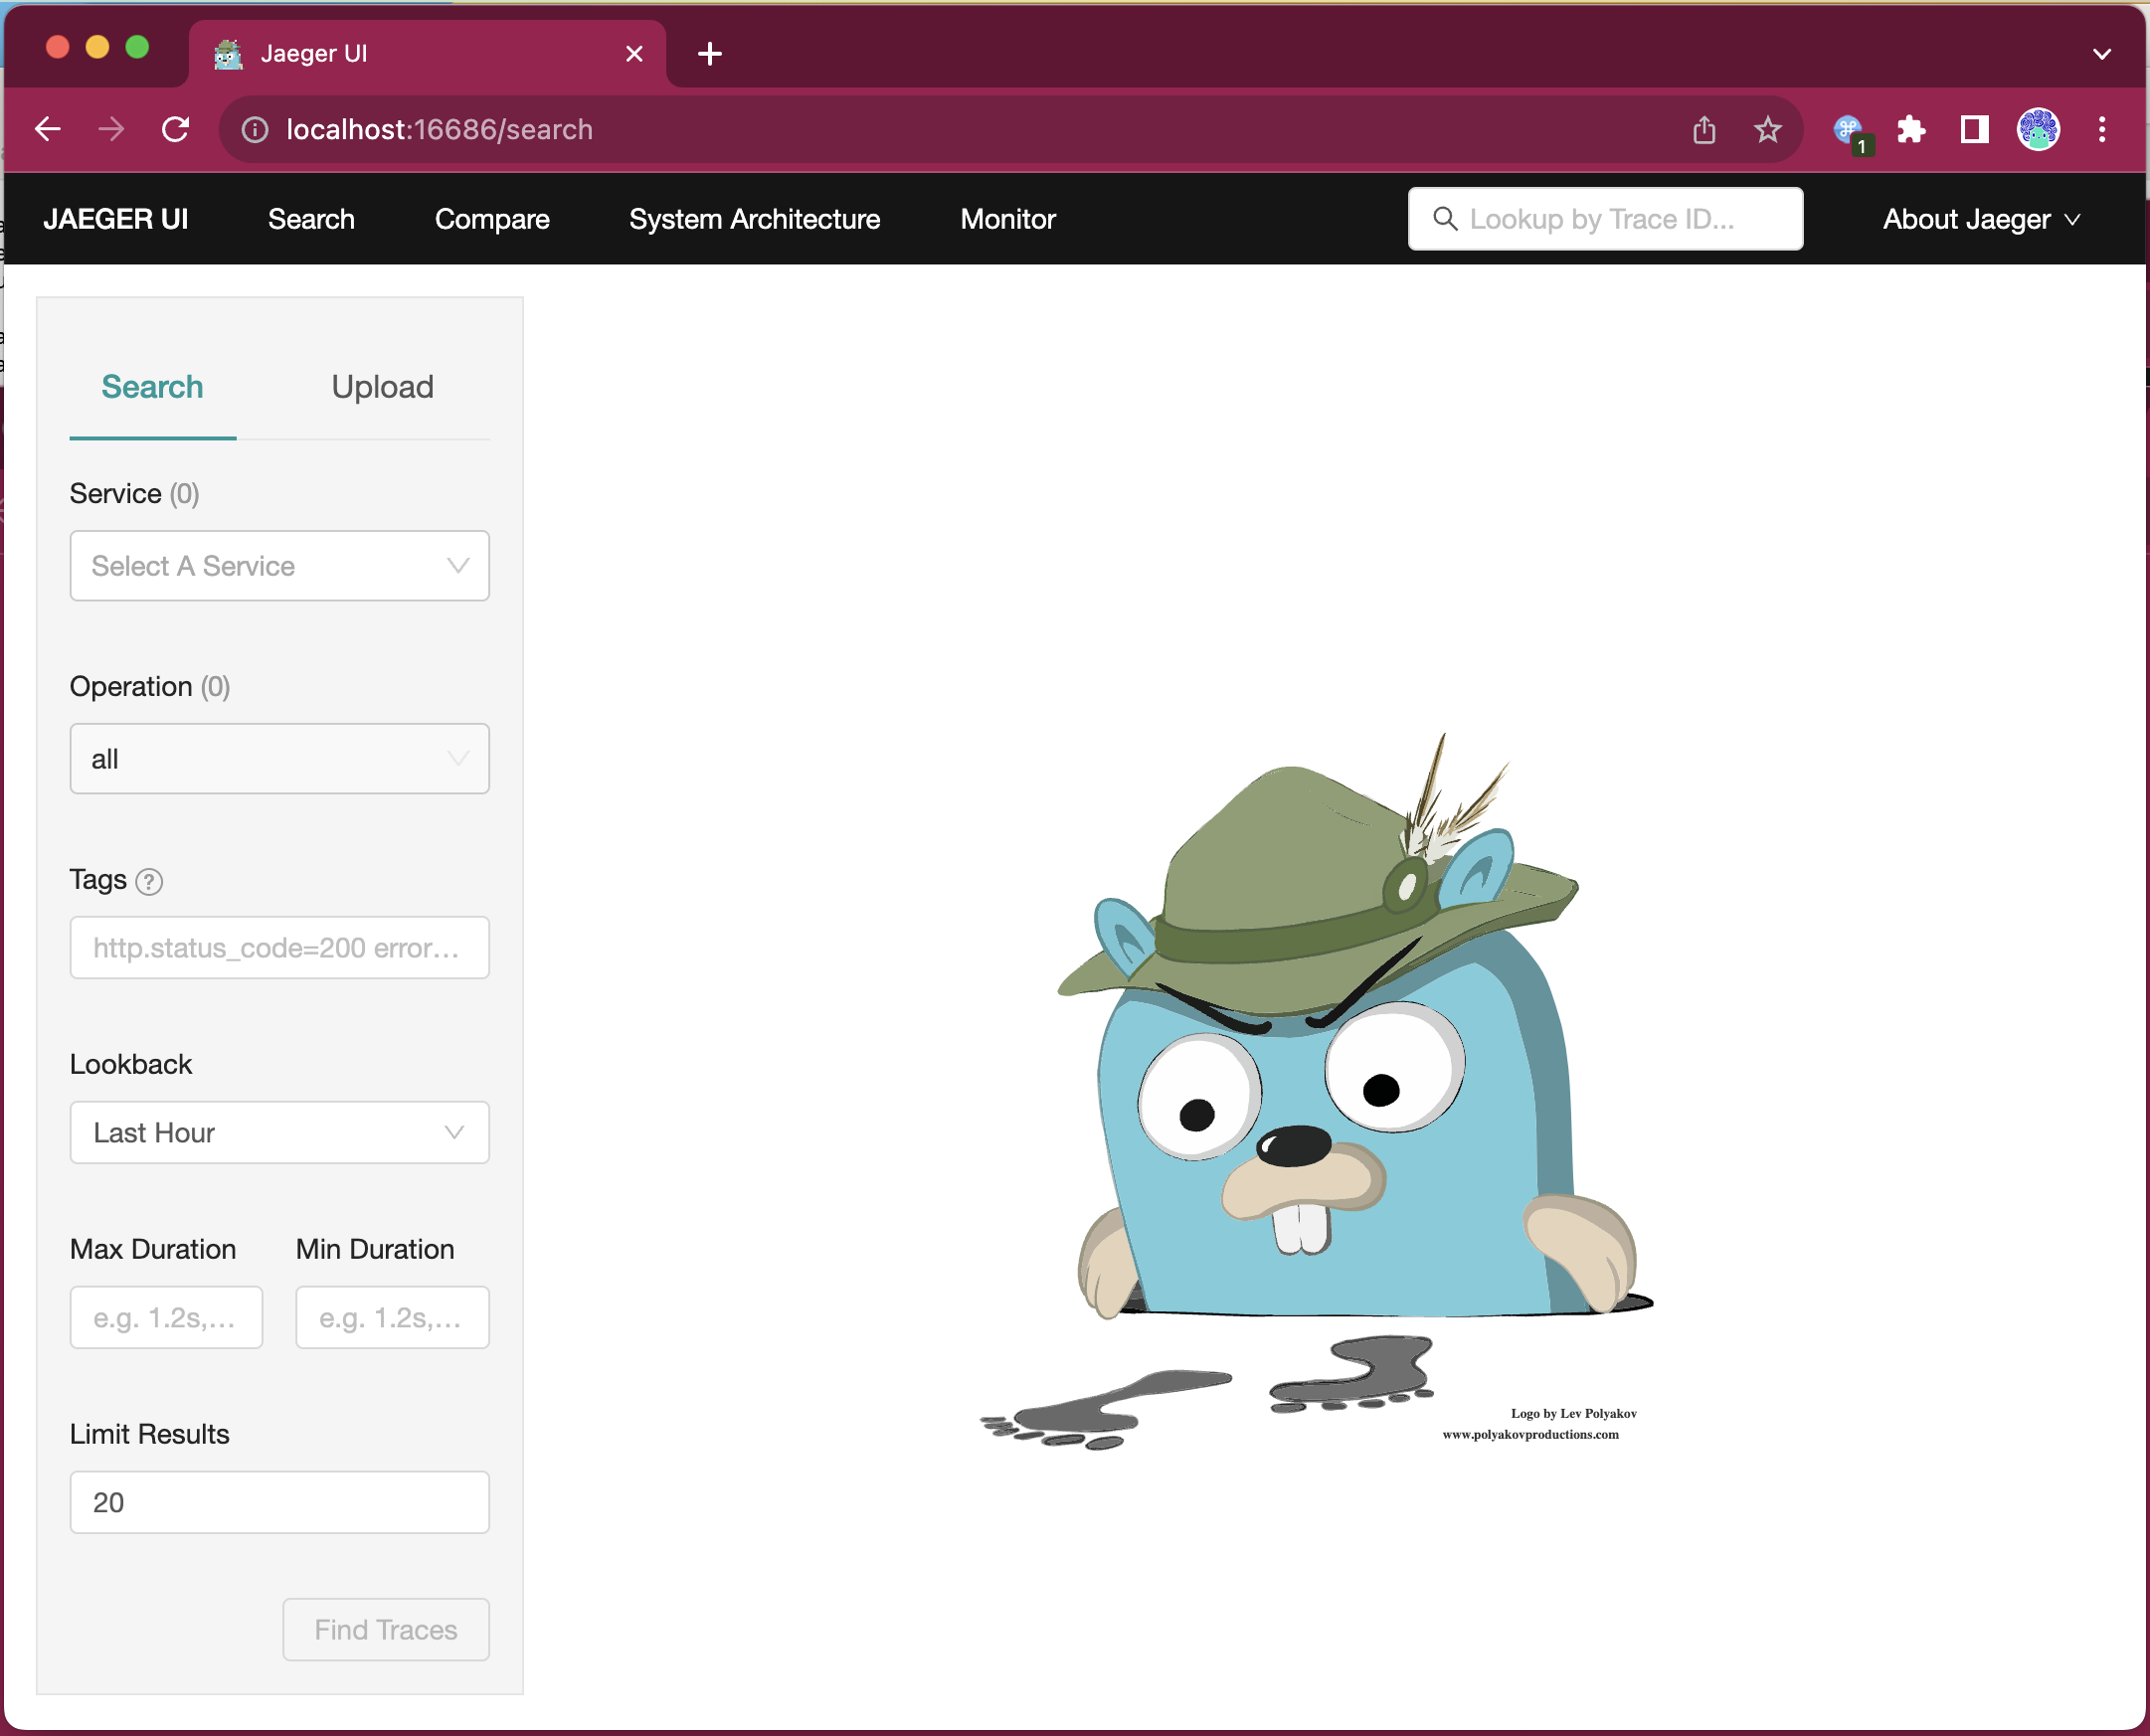 Jaeger UI
localhost:16686/search
1
JAEGER UI Search Compare System Architecture Monitor Lookup by Trace ID... About Jaeger
Search Upload
Service (0)
Select A Service
Operation (0)
all
Tags ?
http.status_code=200 error...
Lookback
Last Hour
Max Duration Min Duration
e.g. 1.2s,... e.g. 1.2s,...
Limit Results
20
Find Traces
Logo by Lev Polyakov
www.polyakovproductions.com